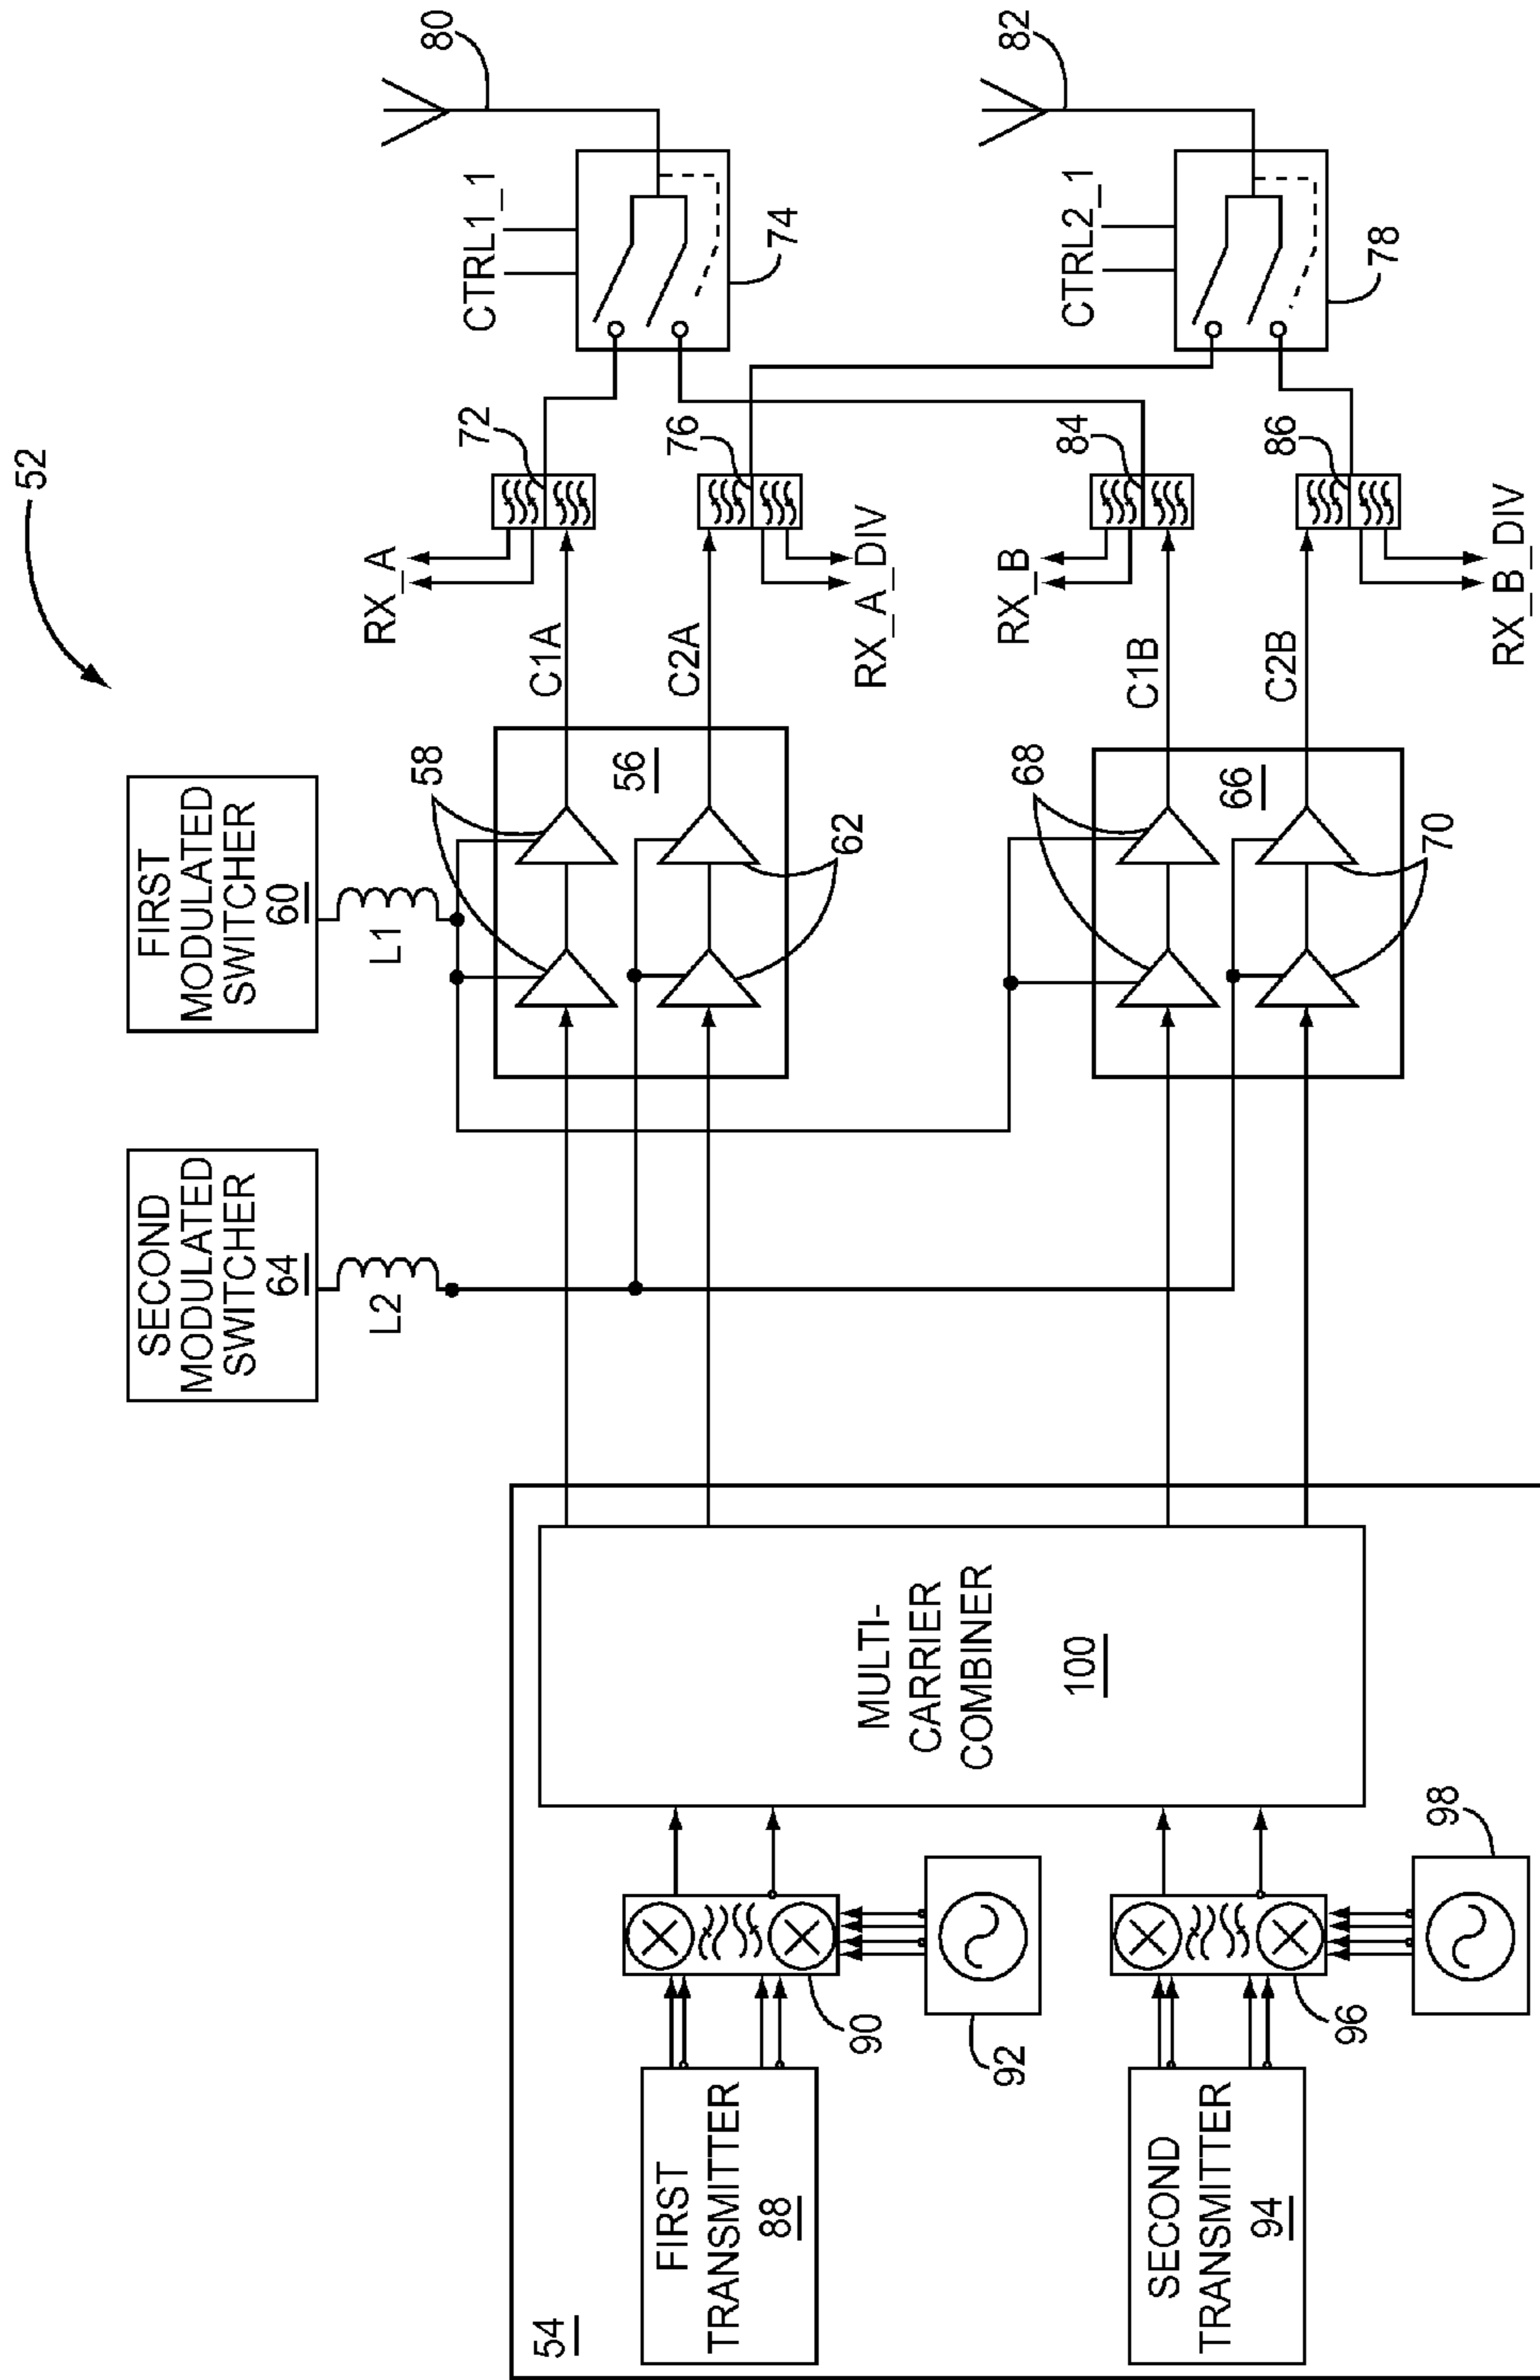 52
FIRST
MODULATED
SWITCHER
60
SECOND
MODULATED
SWITCHER
64
L1
L2
58
56
62
68
66
70
C1A
C2A
C1B
C2B
RX_A
RX_A_DIV
RX_B
RX_B_DIV
72
76
84
86
CTRL1_1
CTRL2_1
74
78
80
82
54
FIRST
TRANSMITTER
88
90
92
SECOND
TRANSMITTER
94
96
98
MULTI-
CARRIER
COMBINER
100